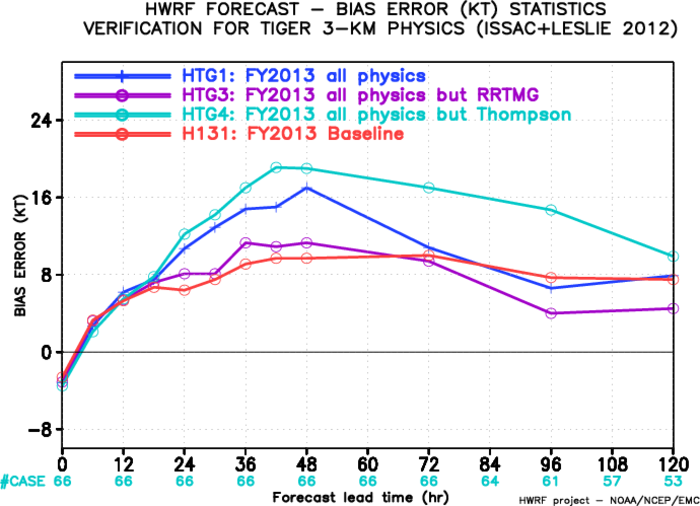 HWRF FORECAST – BIAS ERROR (KT) STATISTICS
VERIFICATION FOR TIGER 3–KM PHYSICS (ISSAC+LESLIE 2012)
HTG1: FY2013 all physics
HTG3: FY2013 all physics but RRTMG
HTG4: FY2013 all physics but Thompson
H131: FY2013 Baseline
BIAS ERROR (KT)
24
16
8
0
–8
0 12 24 36 48 60 72 84 96 108 120
#CASE 66 66 66 66 66 66 66 64 61 57 53
Forecast lead time (hr)
HWRF project – NOAA/NCEP/EMC